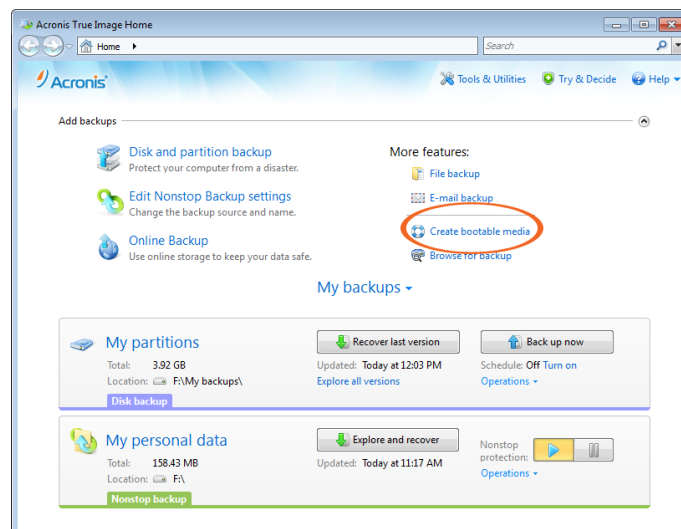 Acronis True Image Home
Home
Search
Acronis
Tools & Utilities
Try & Decide
Help
Add backups
Disk and partition backup
Protect your computer from a disaster.
Edit Nonstop Backup settings
Change the backup source and name.
Online Backup
Use online storage to keep your data safe.
More features:
File backup
E-mail backup
Create bootable media
Browse for backup
My backups
My partitions
Total: 3.92 GB
Location: F:\My backups\
Disk backup
Recover last version
Updated: Today at 12:03 PM
Explore all versions
Back up now
Schedule: Off Turn on
Operations
My personal data
Total: 158.43 MB
Location: F:\
Nonstop backup
Explore and recover
Updated: Today at 11:17 AM
Nonstop
protection:
Operations